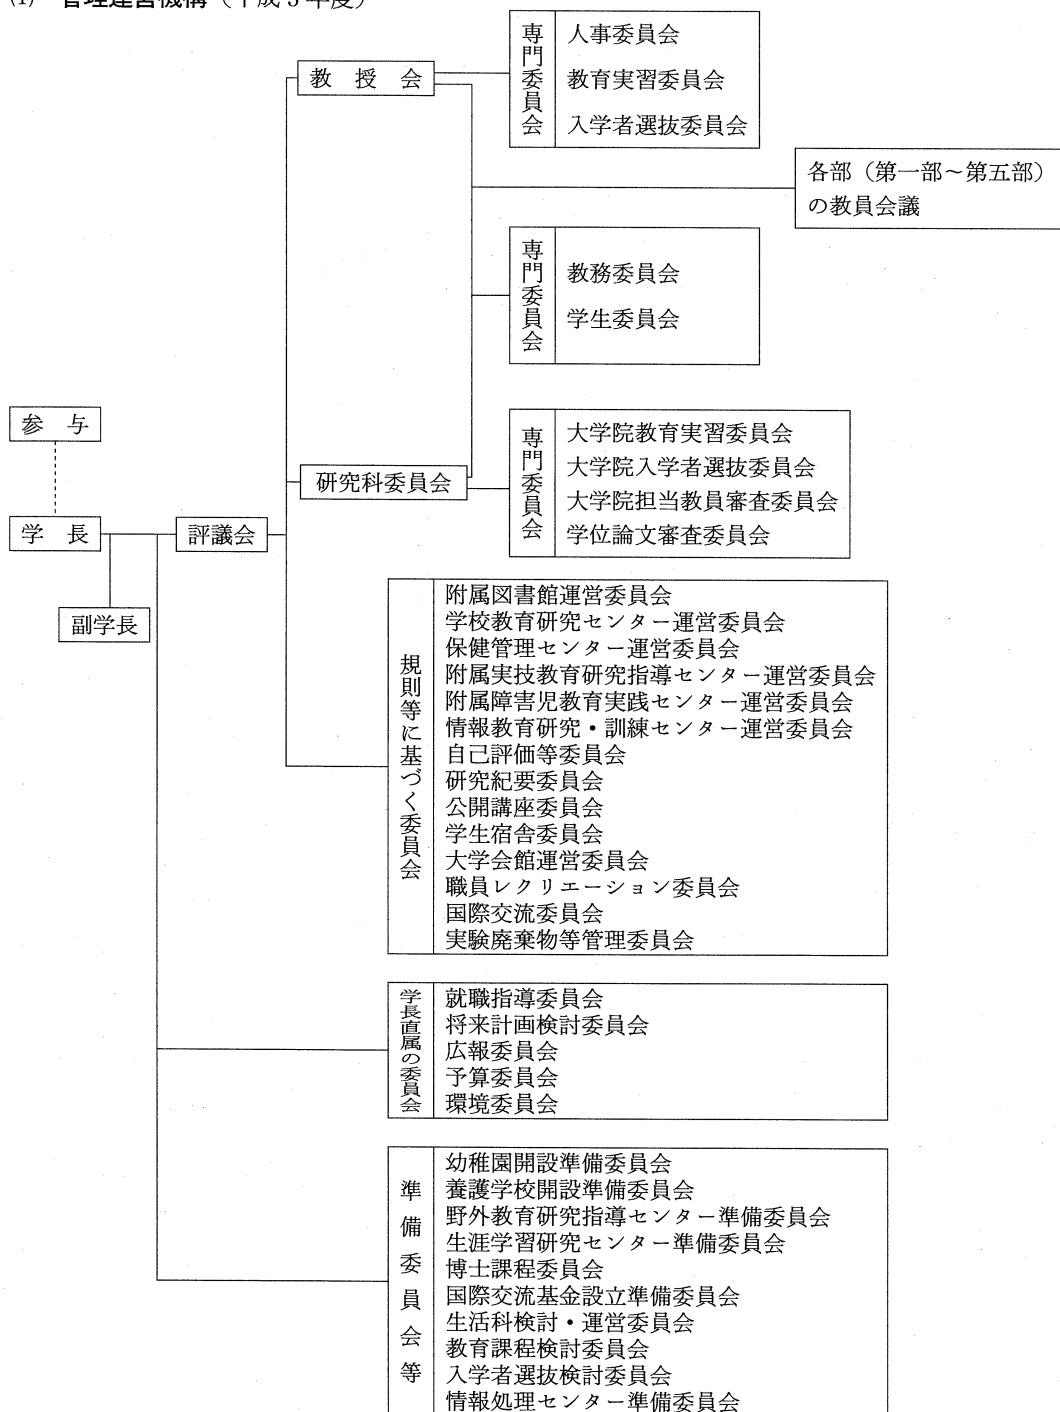 (1) 管理運営機構（平成5年度）
専門委員会
人事委員会
教育実習委員会
入学者選抜委員会
教　授　会
各部（第一部～第五部）
の教員会議
専門委員会
教務委員会
学生委員会
専門委員会
大学院教育実習委員会
大学院入学者選抜委員会
大学院担当教員審査委員会
学位論文審査委員会
研究科委員会
参　与
学　長
評議会
副学長
規則等に基づく委員会
附属図書館運営委員会
学校教育研究センター運営委員会
保健管理センター運営委員会
附属実技教育研究指導センター運営委員会
附属障害児教育実践センター運営委員会
情報教育研究・訓練センター運営委員会
自己評価等委員会
研究紀要委員会
公開講座委員会
学生宿舎委員会
大学会館運営委員会
職員レクリエーション委員会
国際交流委員会
実験廃棄物等管理委員会
学長直属の委員会
就職指導委員会
将来計画検討委員会
広報委員会
予算委員会
環境委員会
準備委員会等
幼稚園開設準備委員会
養護学校開設準備委員会
野外教育研究指導センター準備委員会
生涯学習研究センター準備委員会
博士課程委員会
国際交流基金設立準備委員会
生活科検討・運営委員会
教育課程検討委員会
入学者選抜検討委員会
情報処理センター準備委員会